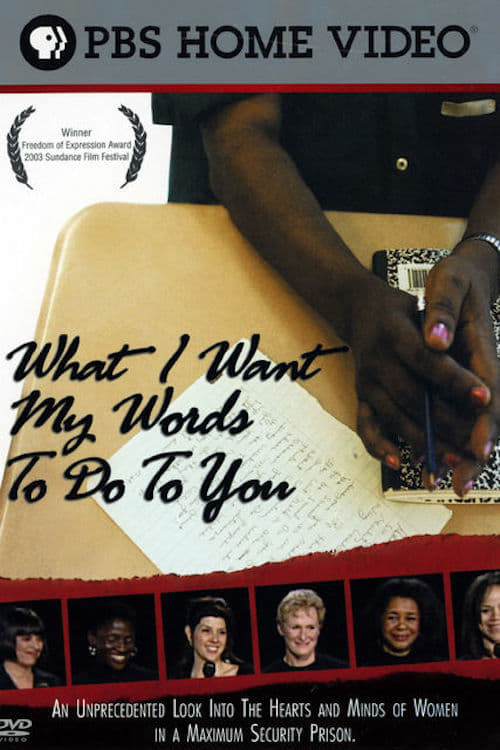 PBS HOME VIDEO®
Winner
Freedom of Expression Award
2003 Sundance Film Festival
What I Want
My Words
To Do To You
AN UNPRECEDENTED LOOK INTO THE HEARTS AND MINDS OF WOMEN
IN A MAXIMUM SECURITY PRISON.
DVD
VIDEO